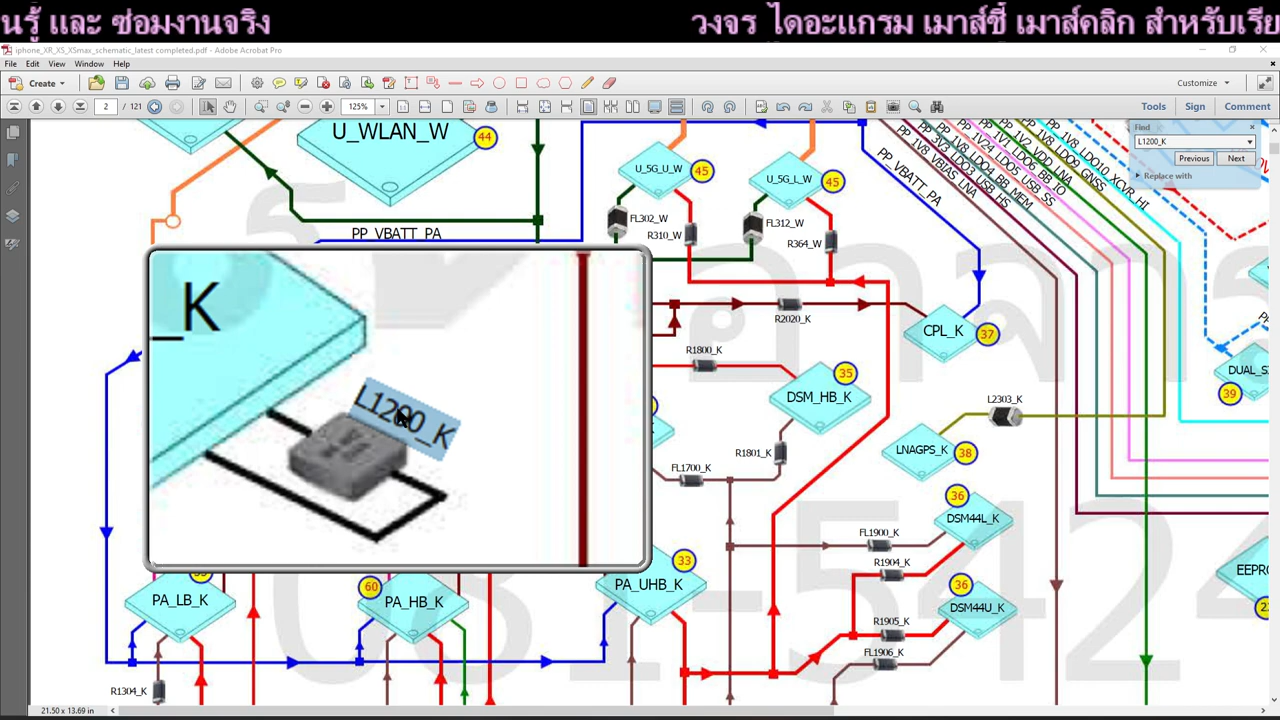 นรู้ และ ซ่อมงานจริง
วงจร ไดอะแกรม เมาส์ชี้ เมาส์คลิก สำหรับเรีย
iphone_XR_XS_XSmax_schematic_latest completed.pdf - Adobe Acrobat Pro
File Edit View Window Help
Create
Customize
2 / 121
125%
Tools Sign Comment
Find
L1200_K
Previous Next
Replace with
U_WLAN_W
44
U_5G_U_W
45
U_5G_L_W
45
FL302_W
R310_W
FL312_W
R364_W
PP_VBATT_PA
PP_VBATT_PA
PP_1V8_VBIAS_LNA
PP_3V2_LDO3_USB_HS
PP_1V8_LDO4_BB_MEM
PP_1V24_LDO5_USB_SS
PP_1V2_LDO_LNA
PP_1V8_LDO9_GNSS
PP_1V8_LDO10_XCVR_HI
_K
L1200_K
R2020_K
CPL_K
37
R1800_K
35
DSM_HB_K
L2303_K
DUAL_S
39
R1801_K
LNAGPS_K
38
FL1700_K
36
DSM44L_K
FL1900_K
R1904_K
33
PA_UHB_K
36
DSM44U_K
R1905_K
FL1906_K
EEPR
PA_LB_K
60
PA_HB_K
R1304_K
081-5424
21.50 x 13.69 in